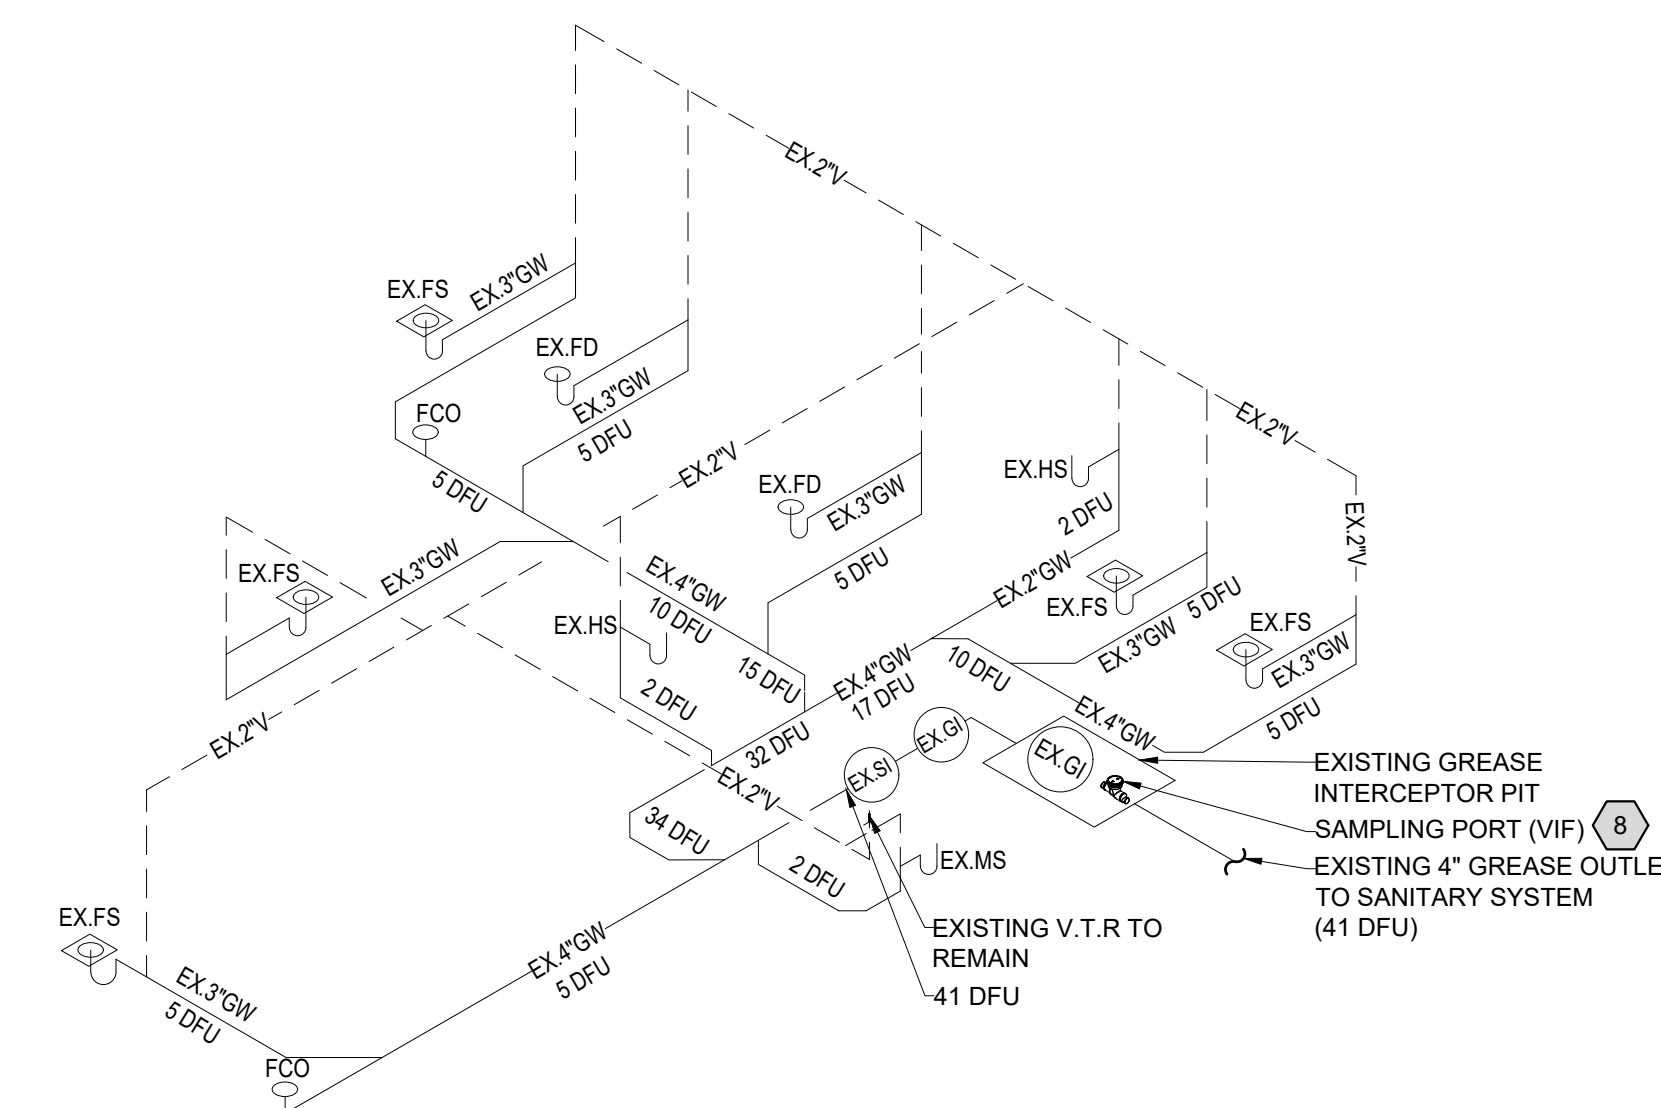 EX.2"V
EX.3"GW
EX.FS
EX.FD
EX.3"GW
5 DFU
FCO
EX.2"V
EX.2"V
EX.HS
EX.FD
5 DFU
EX.3"GW
2 DFU
EX.2"V
EX.3"GW
EX.FS
5 DFU
EX.4"GW
10 DFU
EX.2"GW
EX.FS
5 DFU
EX.HS
EX.FS
15 DFU
EX.3"GW
10 DFU
EX.3"GW
EX.4"GW
17 DFU
2 DFU
EX.4"GW
5 DFU
EX.2"V
32 DFU
EX.GI
EX.GI
EX.SI
EX.2"V
EXISTING GREASE
INTERCEPTOR PIT
SAMPLING PORT (VIF)
8
34 DFU
2 DFU
EX.MS
EXISTING 4" GREASE OUTLE
TO SANITARY SYSTEM
(41 DFU)
EX.FS
EXISTING V.T.R TO
REMAIN
EX.4"GW
5 DFU
41 DFU
EX.3"GW
5 DFU
FCO